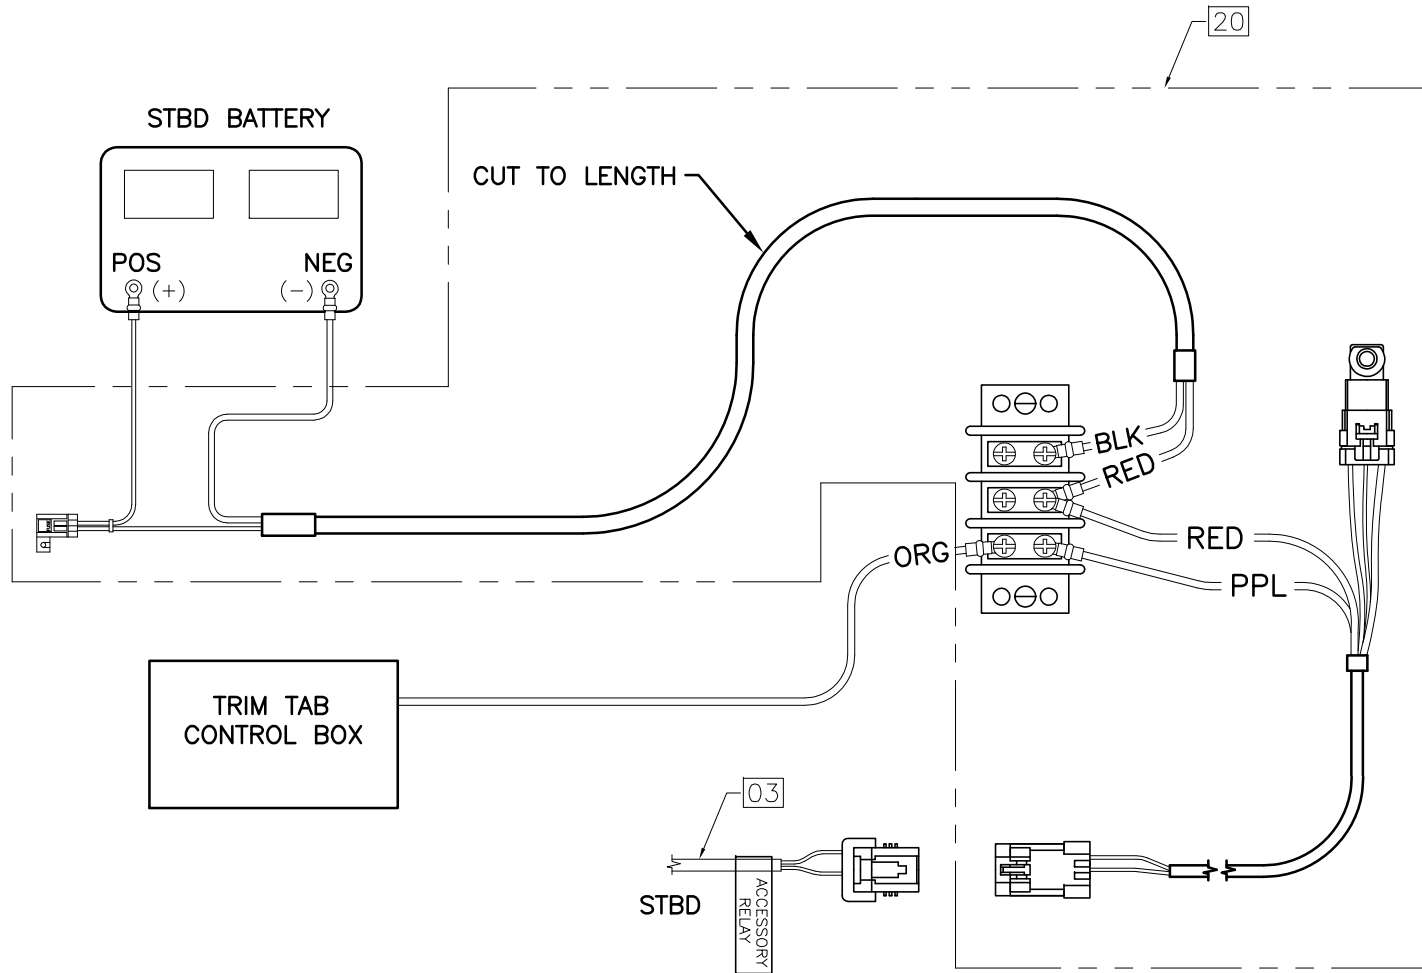 20
STBD BATTERY
CUT TO LENGTH
POS
NEG
(+)
(-)
BLK
RED
RED
ORG
PPL
TRIM TAB
CONTROL BOX
03
STBD
ACCESSORY
RELAY